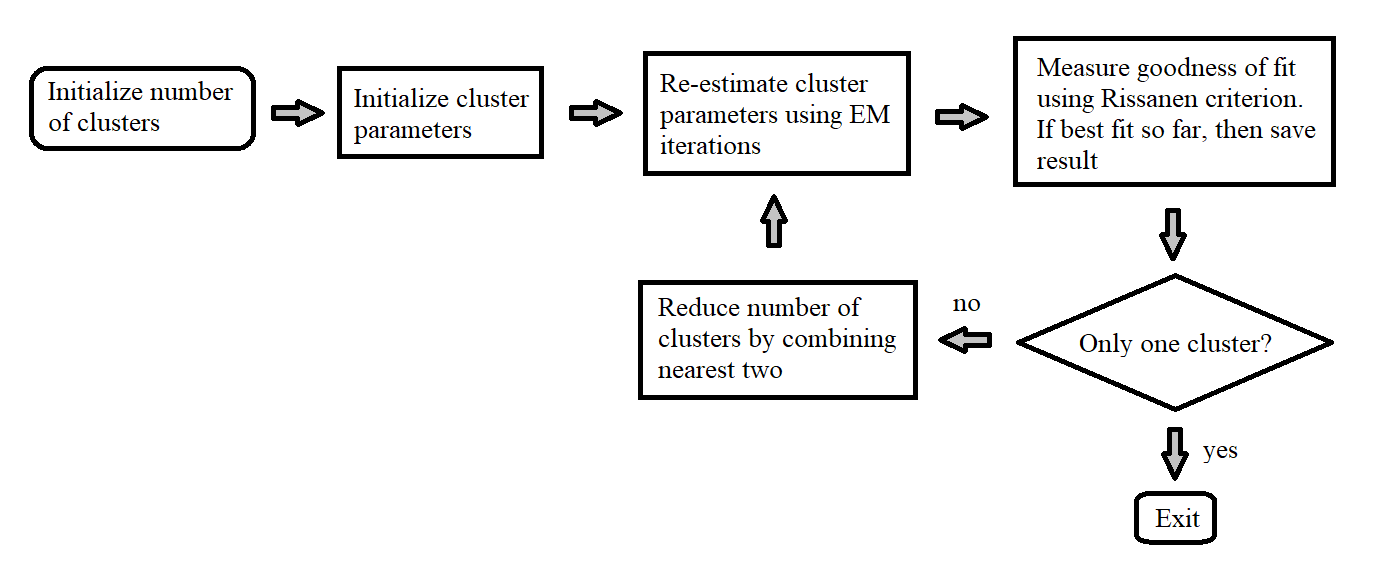 Initialize number
of clusters
Initialize cluster
parameters
Re-estimate cluster
parameters using EM
iterations
Measure goodness of fit
using Rissanen criterion.
If best fit so far, then save
result
Only one cluster?
no
Reduce number of
clusters by combining
nearest two
yes
Exit